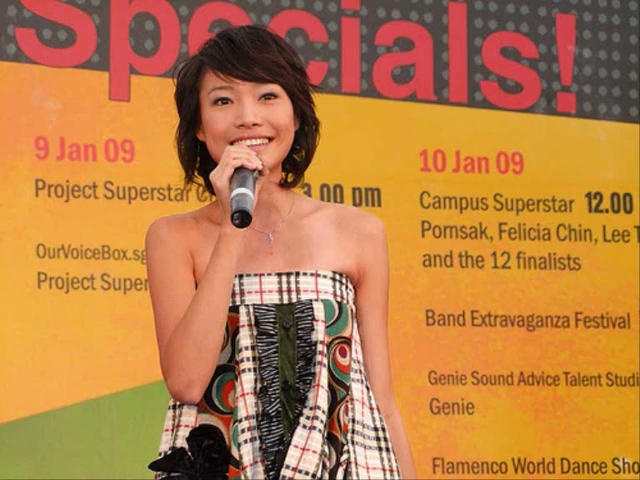 Specials!
9 Jan 09
Project Superstar 3.00 pm
OurVoiceBox.sg
Project Super
10 Jan 09
Campus Superstar 12.00
Pornsak, Felicia Chin, Lee
and the 12 finalists
Band Extravaganza Festival
Genie Sound Advice Talent Studi
Genie
Flamenco World Dance Sho